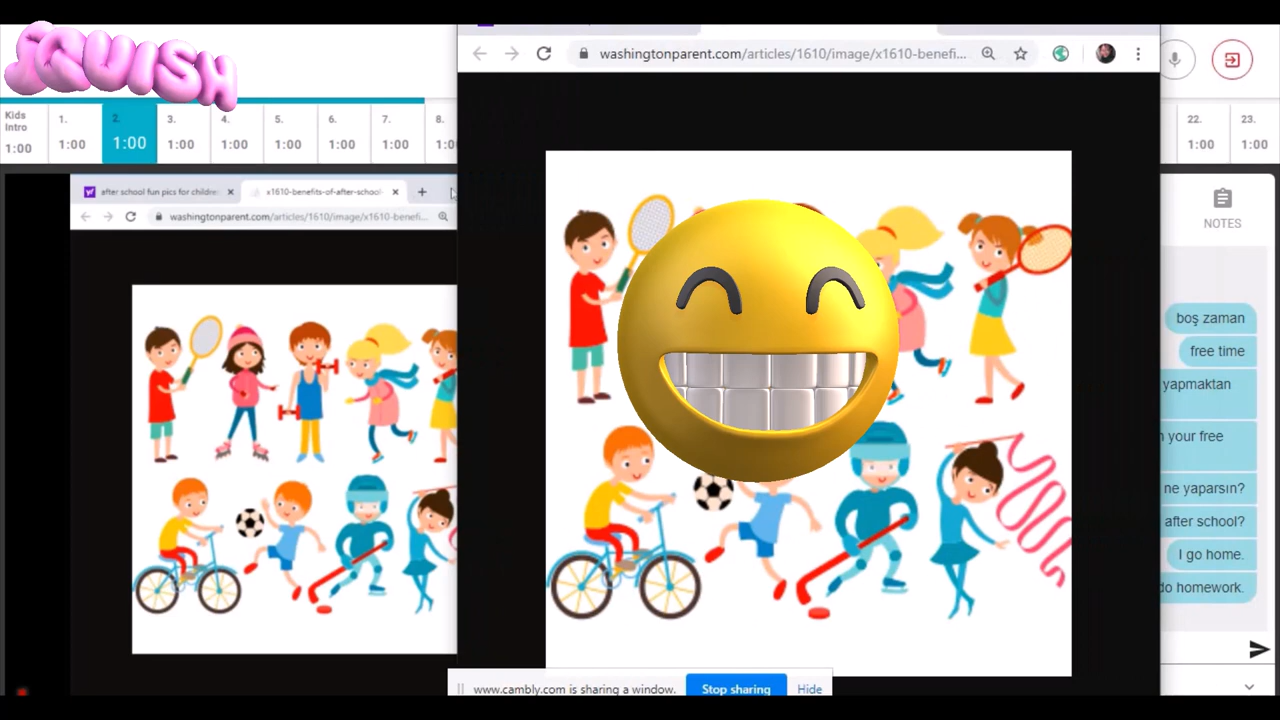 SQUISH
washingtonparent.com/articles/1610/image/x1610-benefi...
Kids Intro 1:00
1. 1:00
2. 1:00
3. 1:00
4. 1:00
5. 1:00
6. 1:00
7. 1:00
8. 1:0
22. 1:00
23. 1:00
after school fun pics for childre
x1610-benefits-of-after-school-
washingtonparent.com/articles/1610/image/x1610-benefi...
NOTES
boş zaman
free time
yapmaktan
your free
ne yaparsın?
after school?
I go home.
do homework.
www.cambly.com is sharing a window.
Stop sharing
Hide